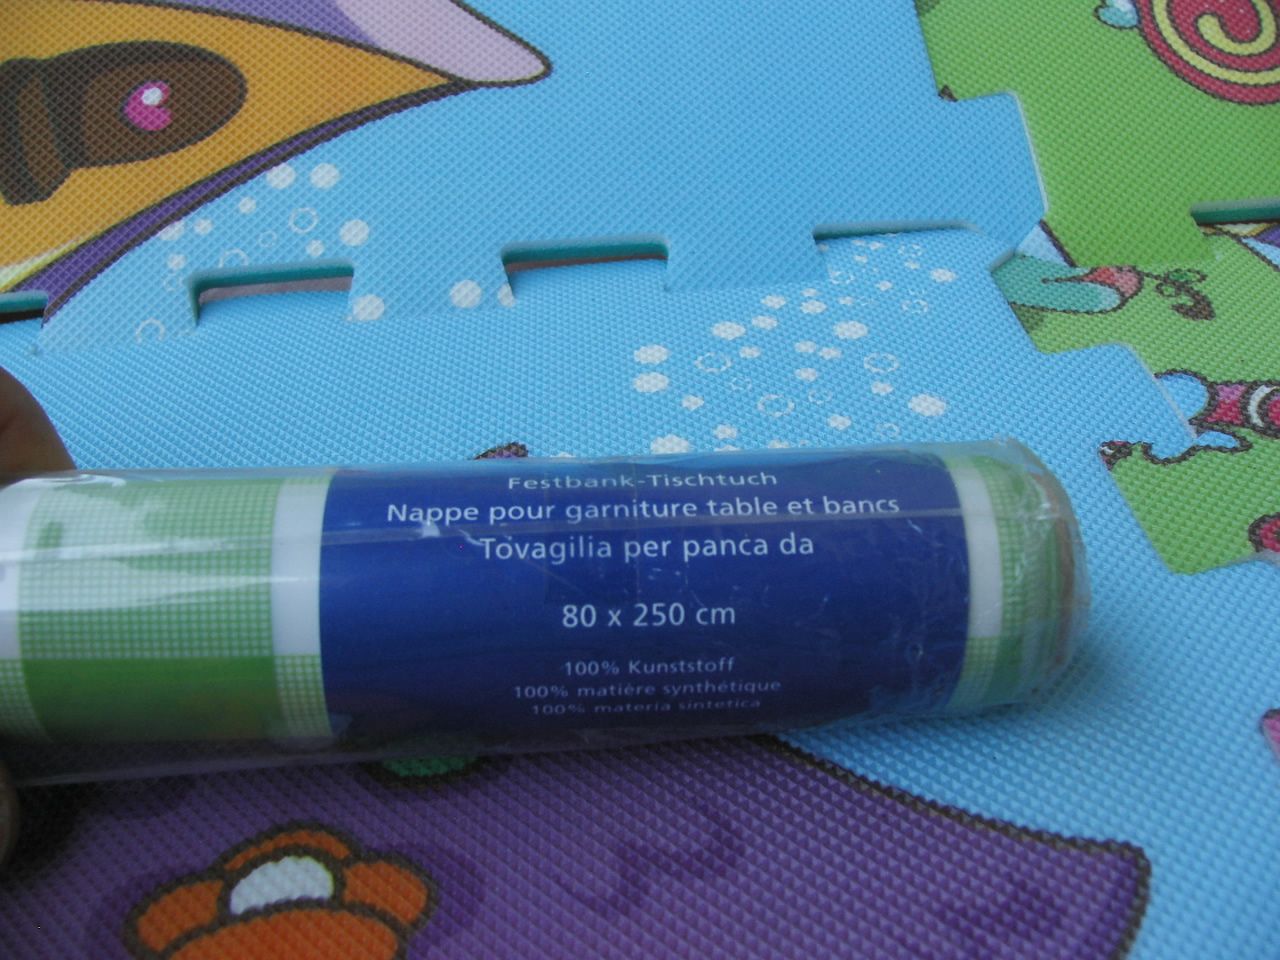 Festbank-Tischtuch
Nappe pour garniture table et bancs
Tovagilia per panca da
80 x 250 cm
100% Kunststoff
100% matière synthétique
100% materia sintetica